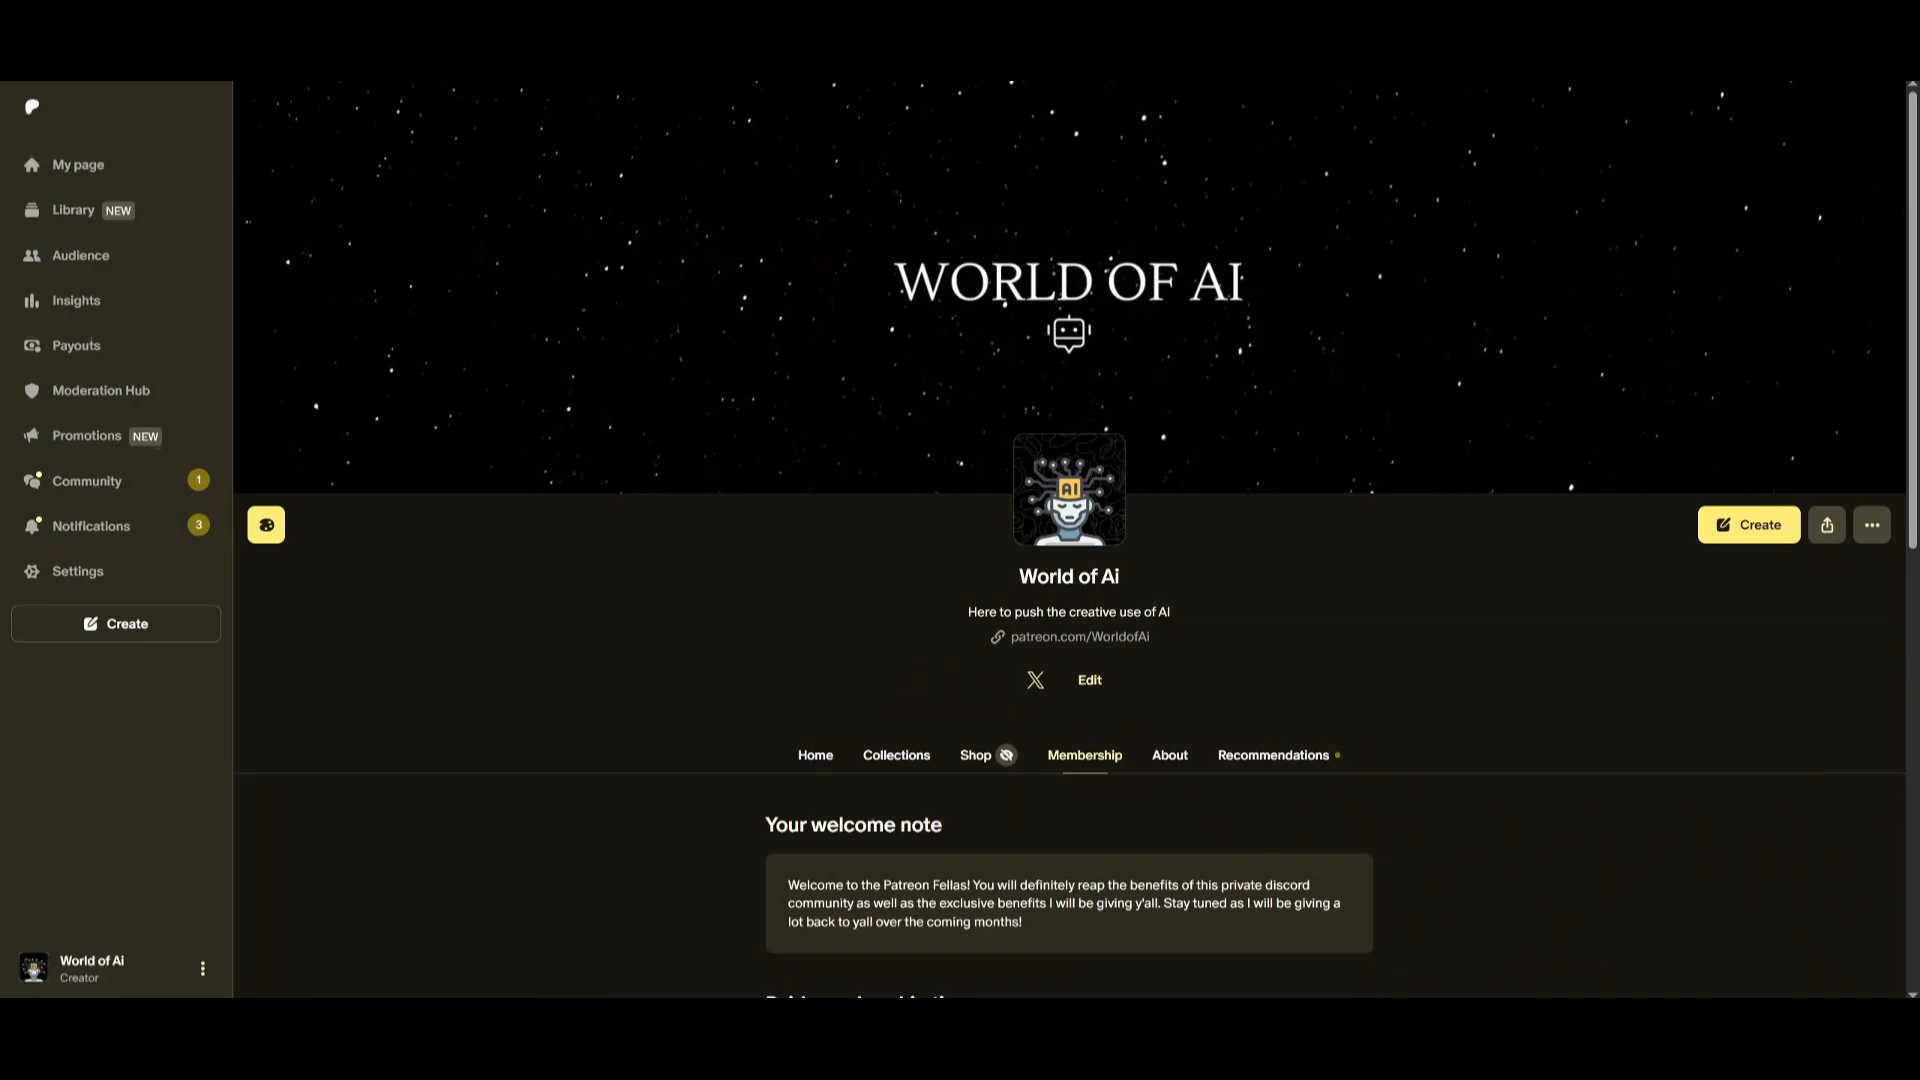 My page
Library NEW
Audience
Insights
Payouts
Moderation Hub
Promotions NEW
Community 1
Notifications 3
Settings
Create
World of Ai
Creator
WORLD OF AI
AI
Create
World of Ai
Here to push the creative use of AI
patreon.com/WorldofAi
Edit
Home Collections Shop Membership About Recommendations
Your welcome note
Welcome to the Patreon Fellas! You will definitely reap the benefits of this private discord
community as well as the exclusive benefits I will be giving y'all. Stay tuned as I will be giving a
lot back to yall over the coming months!